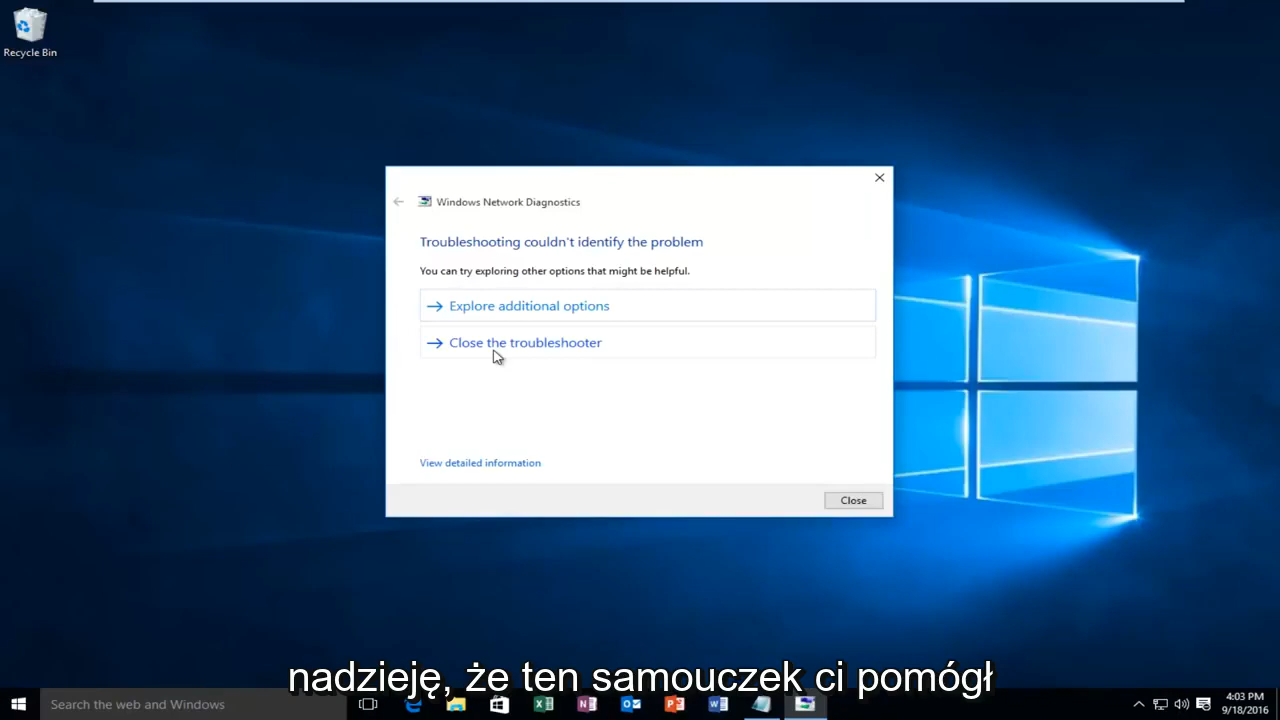 Recycle Bin
Windows Network Diagnostics
Troubleshooting couldn't identify the problem
You can try exploring other options that might be helpful.
Explore additional options
Close the troubleshooter
View detailed information
Close
nadzieję, że ten samouczek ci pomógł
Search the web and Windows
4:03 PM
9/18/2016